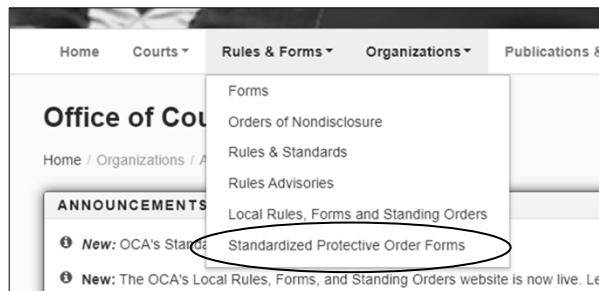 Home Courts Rules & Forms Organizations Publications &
Forms
Office of Cou
Orders of Nondisclosure
Rules & Standards
Home / Organizations / A
Rules Advisories
ANNOUNCEMENTS
Local Rules, Forms and Standing Orders
New: OCA's Standa
Standardized Protective Order Forms
New: The OCA's Local Rules, Forms, and Standing Orders website is now live. Le